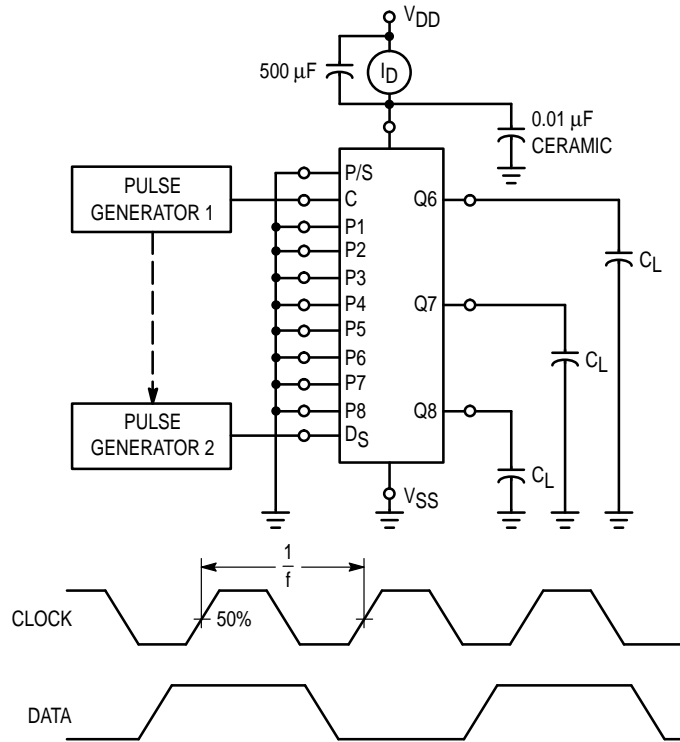 VDD
500 μF
ID
0.01 μF
CERAMIC
PULSE
GENERATOR 1
P/S
C
P1
P2
P3
P4
P5
P6
P7
P8
DS
Q6
Q7
Q8
CL
CL
CL
PULSE
GENERATOR 2
VSS
1
f
CLOCK
50%
DATA